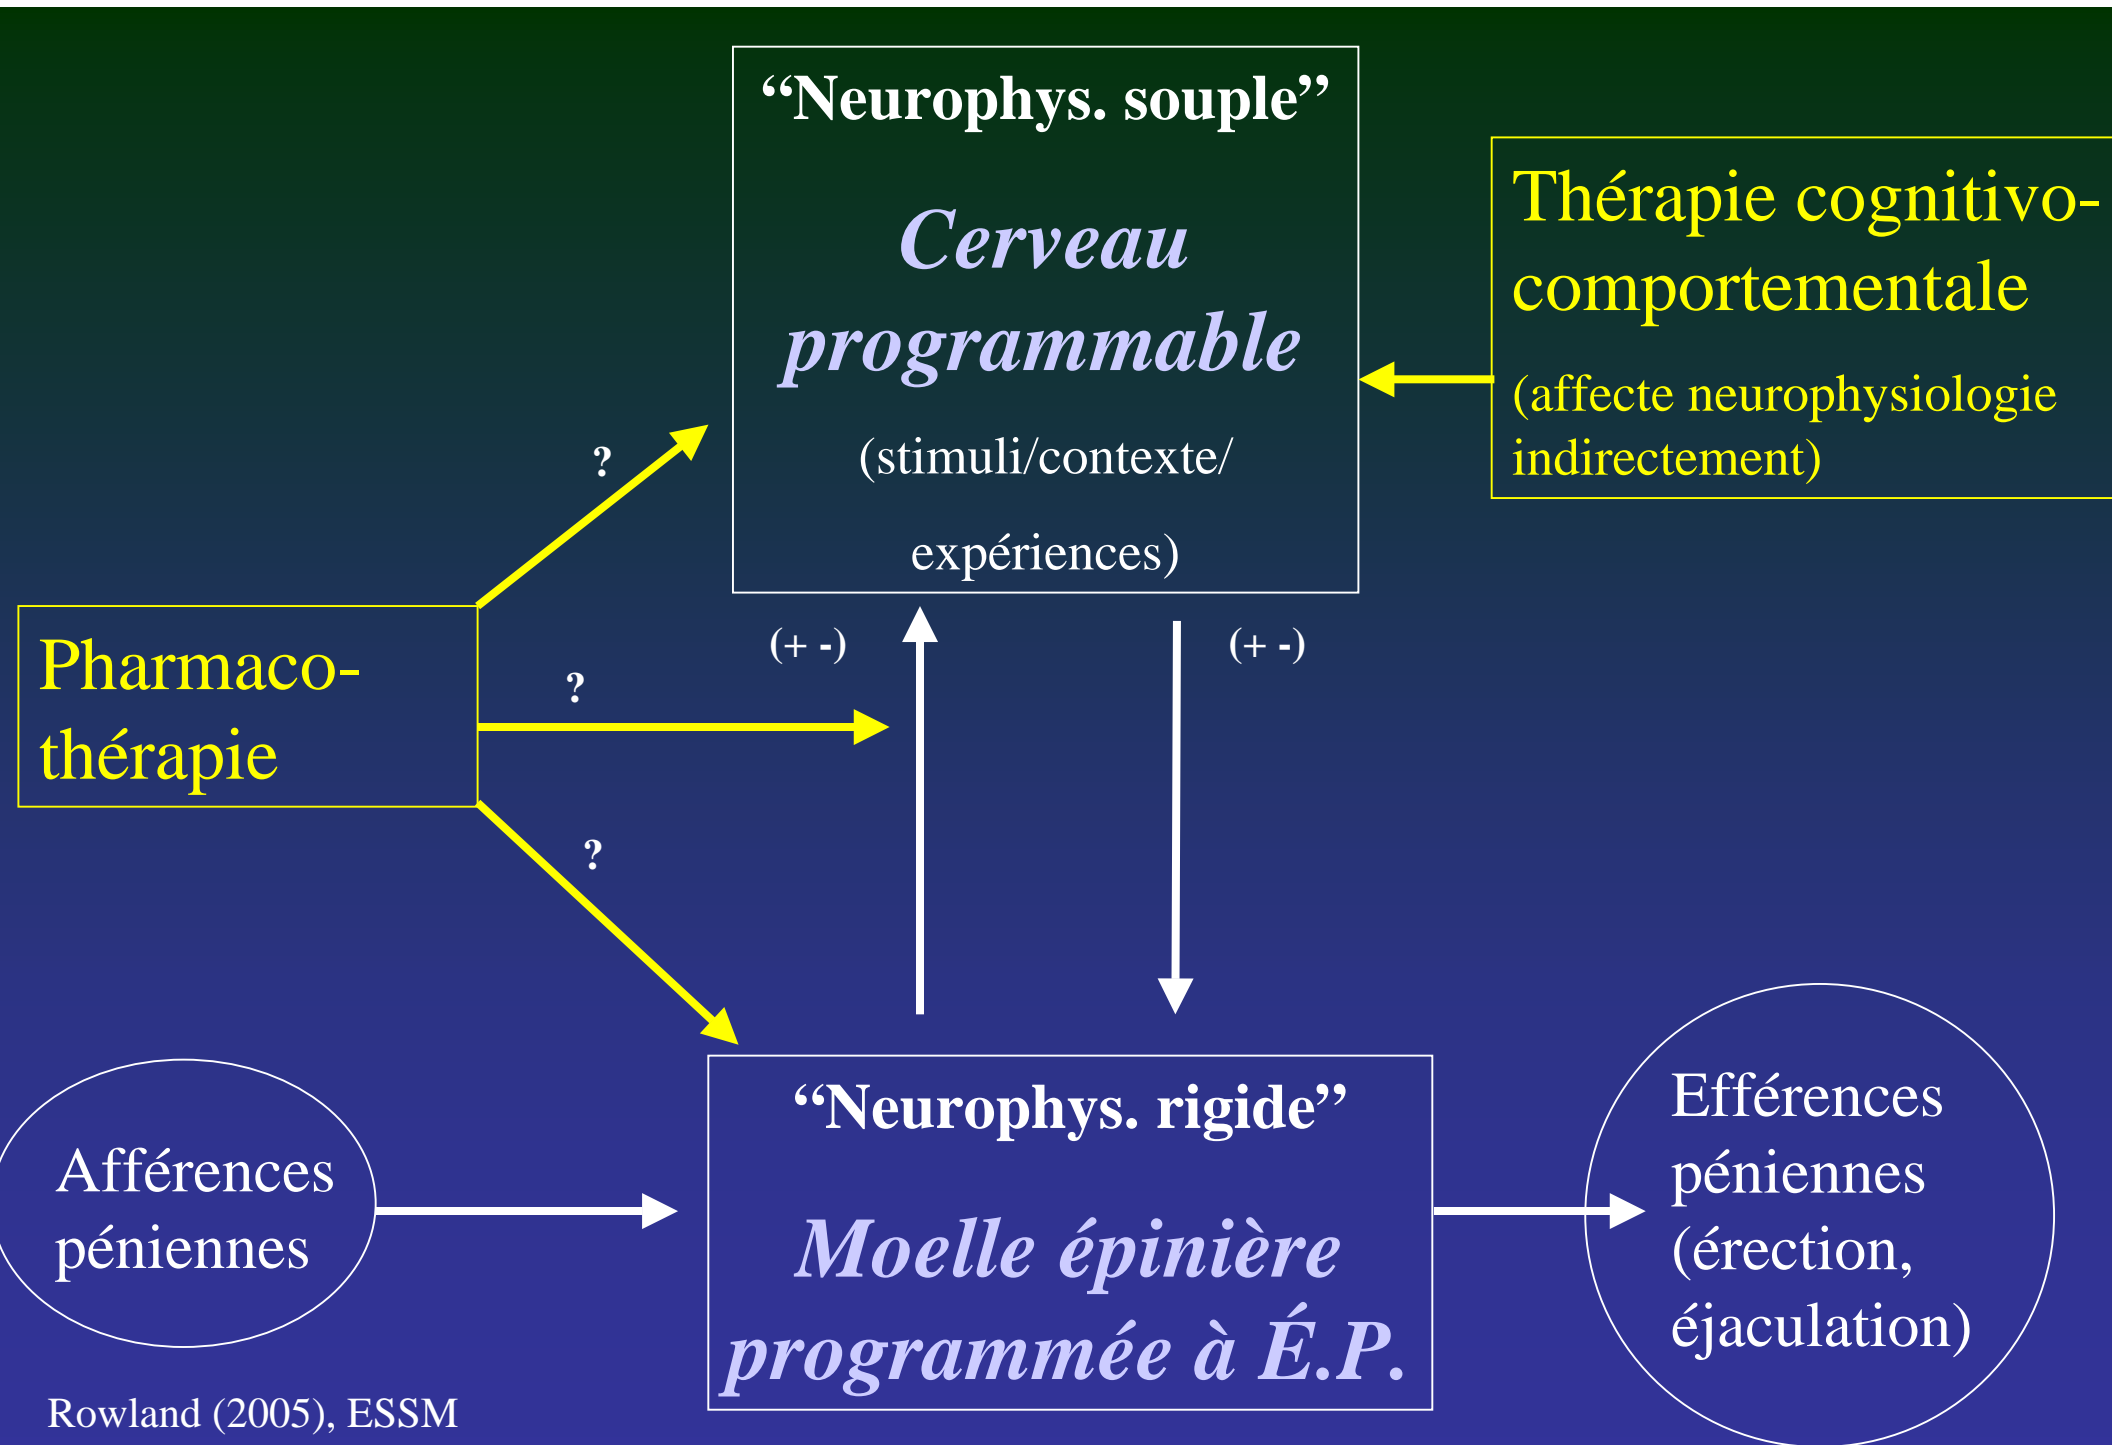 “Neurophys. souple”
Cerveau
programmable
(stimuli/contexte/
expériences)
Thérapie cognitivo-
comportementale
(affecte neurophysiologie
indirectement)
?
Pharmaco-
thérapie
?
?
(+ -)
(+ -)
Afférences
péniennes
“Neurophys. rigide”
Moelle épinière
programmée à É.P.
Efférences
péniennes
(érection,
éjaculation)
Rowland (2005), ESSM